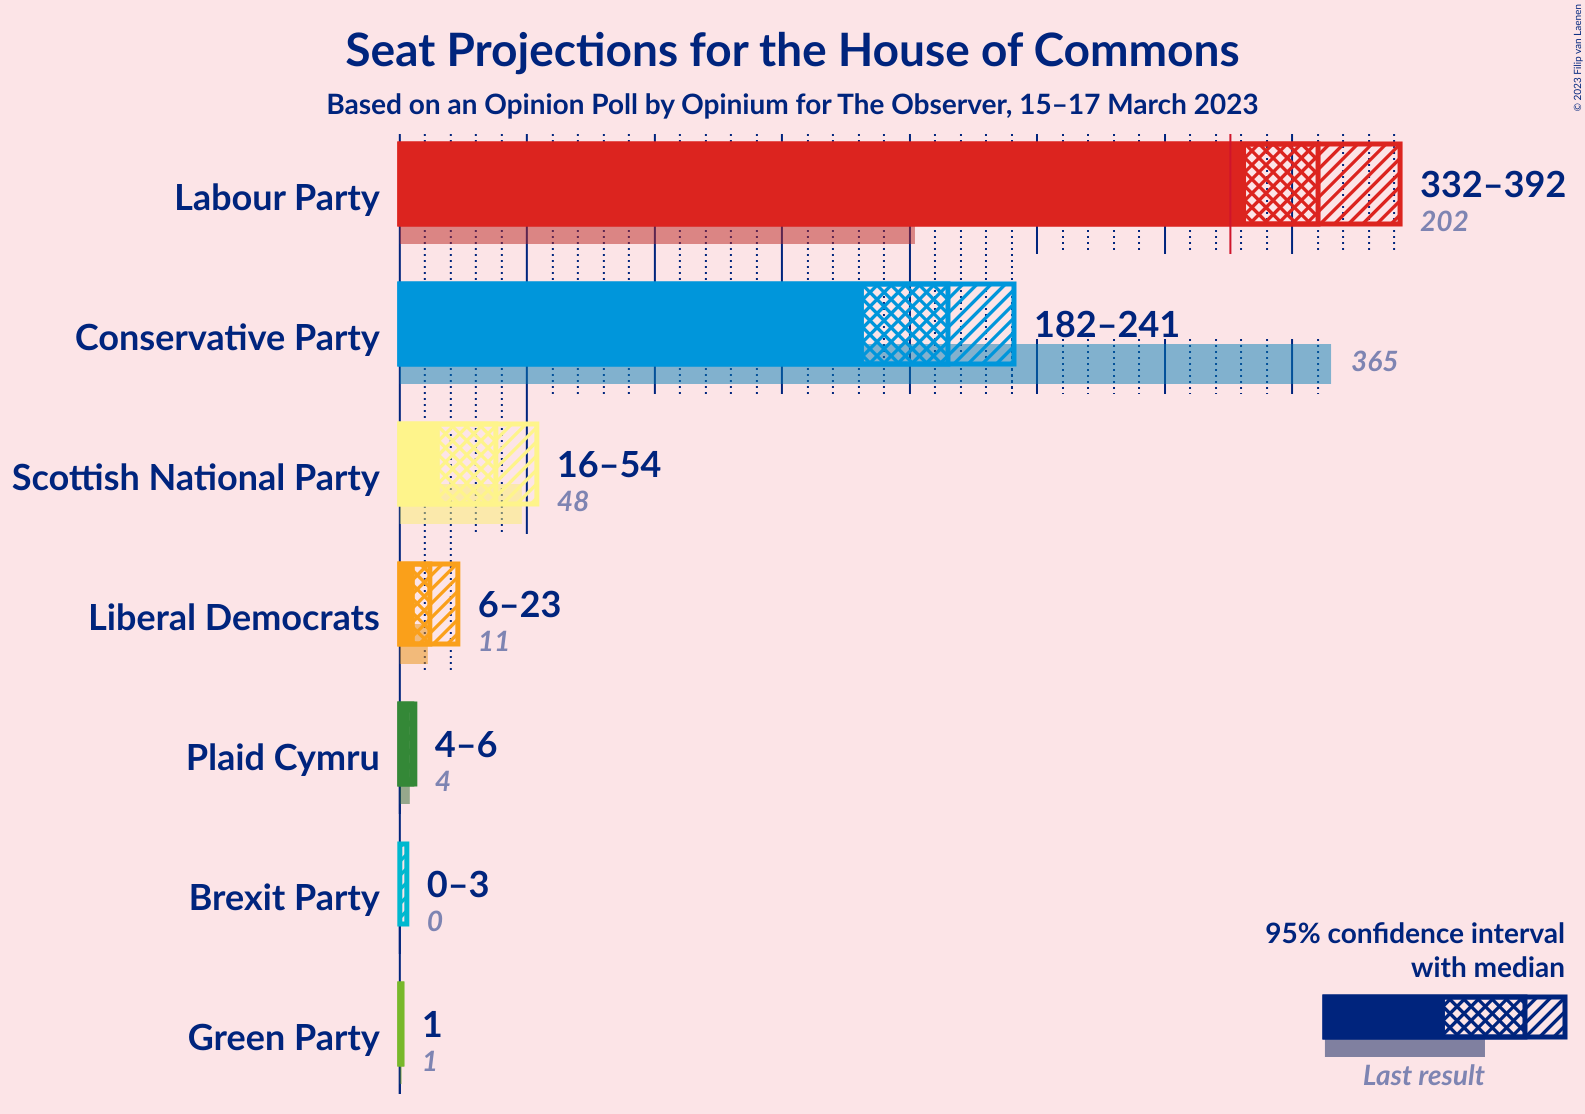 Seat Projections for the House of Commons
Based on an Opinion Poll by Opinium for The Observer, 15–17 March 2023
© 2023 Filip van Laenen
Labour Party
332–392
202
Conservative Party
182–241
365
Scottish National Party
16–54
48
Liberal Democrats
6–23
11
Plaid Cymru
4–6
4
Brexit Party
0–3
0
Green Party
1
1
95% confidence interval
with median
Last result